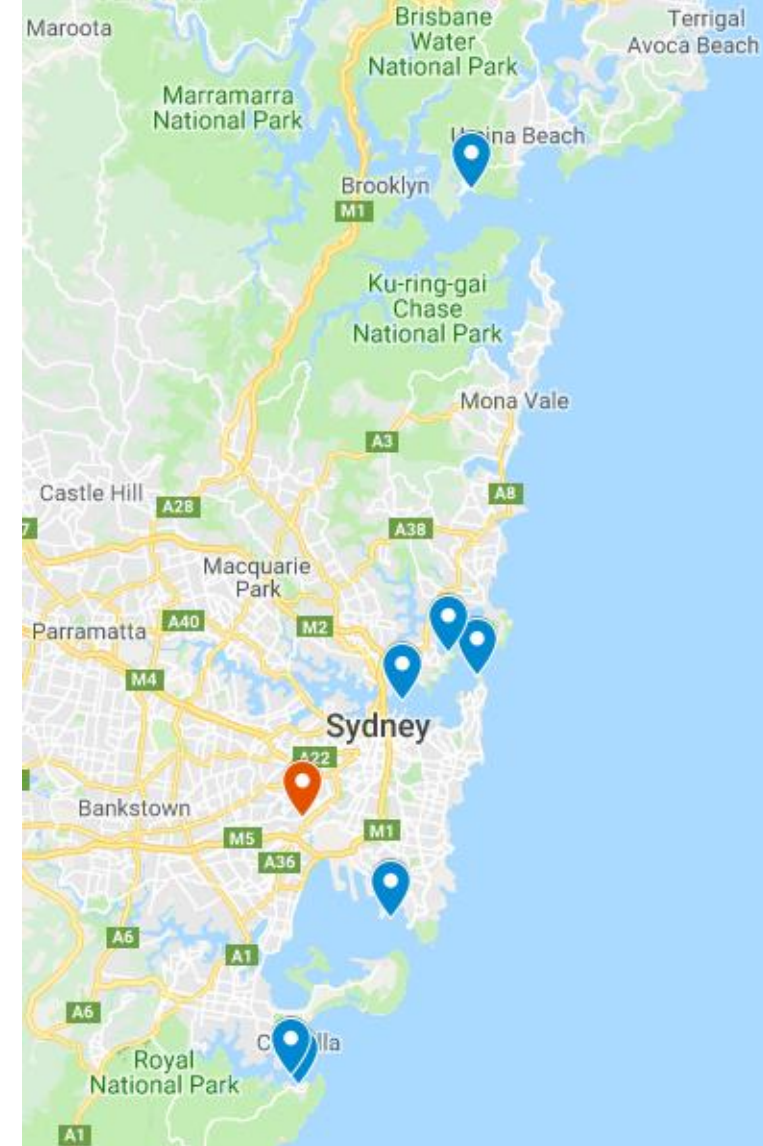 Maroota
Brisbane
Water
National Park
Terrigal
Avoca Beach
Marramarra
National Park
Beach
Brooklyn
M1
Ku-ring-gai
Chase
National Park
Mona Vale
A3
Castle Hill
A28
A8
7
A38
Macquarie
Park
A40
M2
Parramatta
M4
Sydney
A22
Bankstown
M5
M1
A36
A6
A1
A6
Royal
National Park
A1